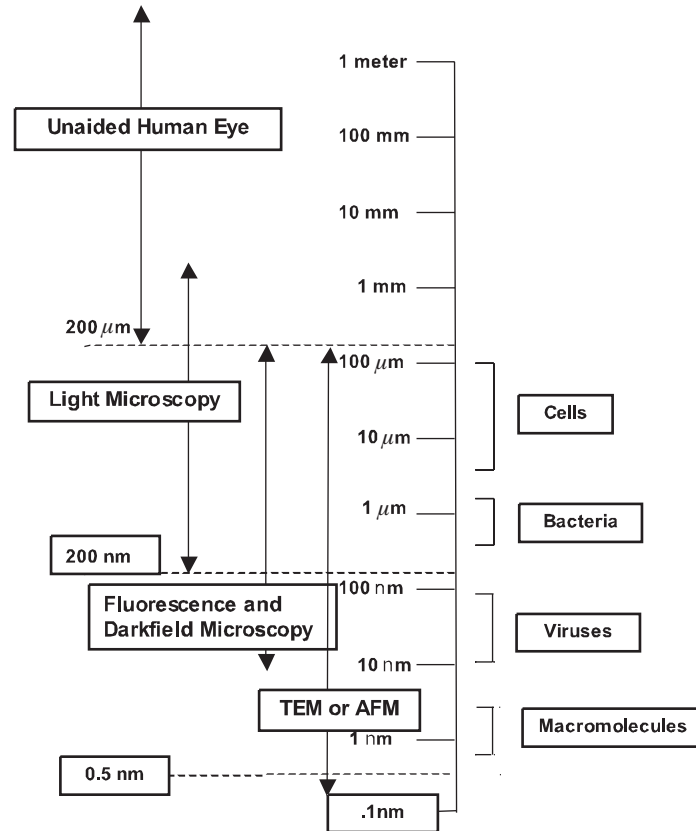 1 meter
Unaided Human Eye
100 mm
10 mm
1 mm
200 μm
100 μm
Light Microscopy
Cells
10 μm
1 μm
Bacteria
200 nm
100 nm
Fluorescence and
Darkfield Microscopy
Viruses
10 nm
TEM or AFM
Macromolecules
1 nm
0.5 nm
.1nm